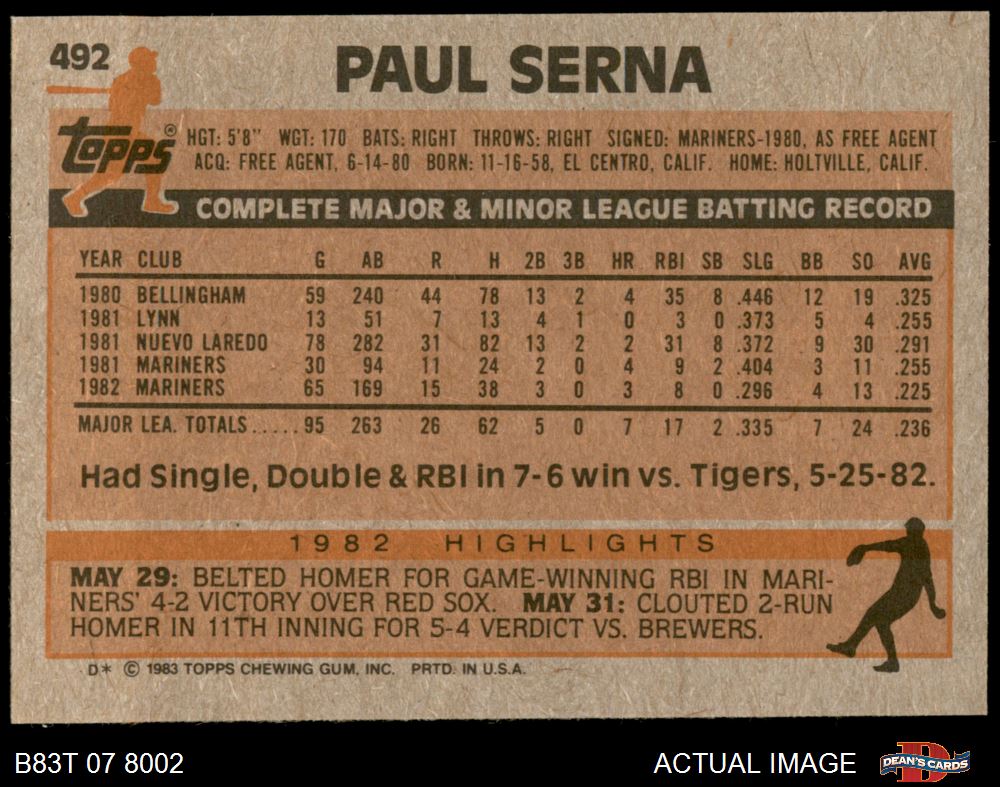 492
PAUL SERNA
topps®
HGT: 5'8" WGT: 170 BATS: RIGHT THROWS: RIGHT SIGNED: MARINERS-1980, AS FREE AGENT
ACQ: FREE AGENT, 6-14-80 BORN: 11-16-58, EL CENTRO, CALIF. HOME: HOLTVILLE, CALIF.
COMPLETE MAJOR & MINOR LEAGUE BATTING RECORD
YEAR CLUB G AB R H 2B 3B HR RBI SB SLG BB SO AVG
1980 BELLINGHAM 59 240 44 78 13 2 4 35 8 .446 12 19 .325
1981 LYNN 13 51 7 13 4 1 0 3 0 .373 5 4 .255
1981 NUEVO LAREDO 78 282 31 82 13 2 2 31 8 .372 9 30 .291
1981 MARINERS 30 94 11 24 2 0 4 9 2 .404 3 11 .255
1982 MARINERS 65 169 15 38 3 0 3 8 0 .296 4 13 .225
MAJOR LEA. TOTALS.....95 263 26 62 5 0 7 17 2 .335 7 24 .236
Had Single, Double & RBI in 7-6 win vs. Tigers, 5-25-82.
1982 HIGHLIGHTS
MAY 29: BELTED HOMER FOR GAME-WINNING RBI IN MARI-
NERS' 4-2 VICTORY OVER RED SOX. MAY 31: CLOUTED 2-RUN
HOMER IN 11TH INNING FOR 5-4 VERDICT VS. BREWERS.
D* © 1983 TOPPS CHEWING GUM, INC. PRTD. IN U.S.A.
B83T 07 8002
ACTUAL IMAGE
D
DEAN'S CARDS